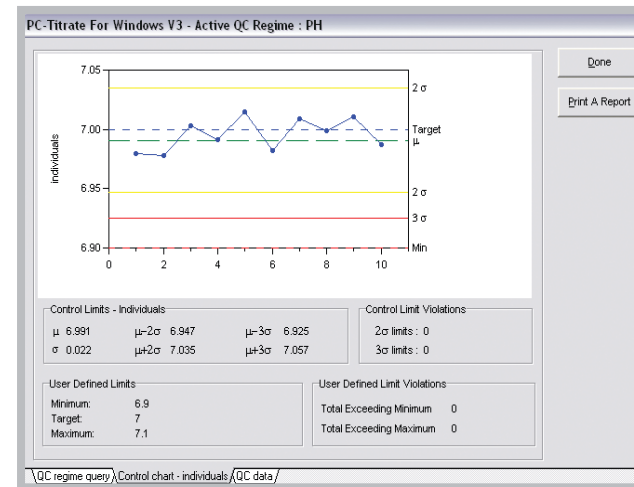 PC-Titrate For Windows V3 - Active QC Regime : PH
Done
Print A Report
7.05
7.00
6.95
6.90
individuals
0 2 4 6 8 10
2 σ
Target
μ
2 σ
3 σ
Min
Control Limits - Individuals
μ 6.991 μ-2σ 6.947 μ-3σ 6.925
σ 0.022 μ+2σ 7.035 μ+3σ 7.057
Control Limit Violations
2σ limits : 0
3σ limits : 0
User Defined Limits
Minimum: 6.9
Target: 7
Maximum: 7.1
User Defined Limit Violations
Total Exceeding Minimum 0
Total Exceeding Maximum 0
QC regime query Control chart - individuals QC data